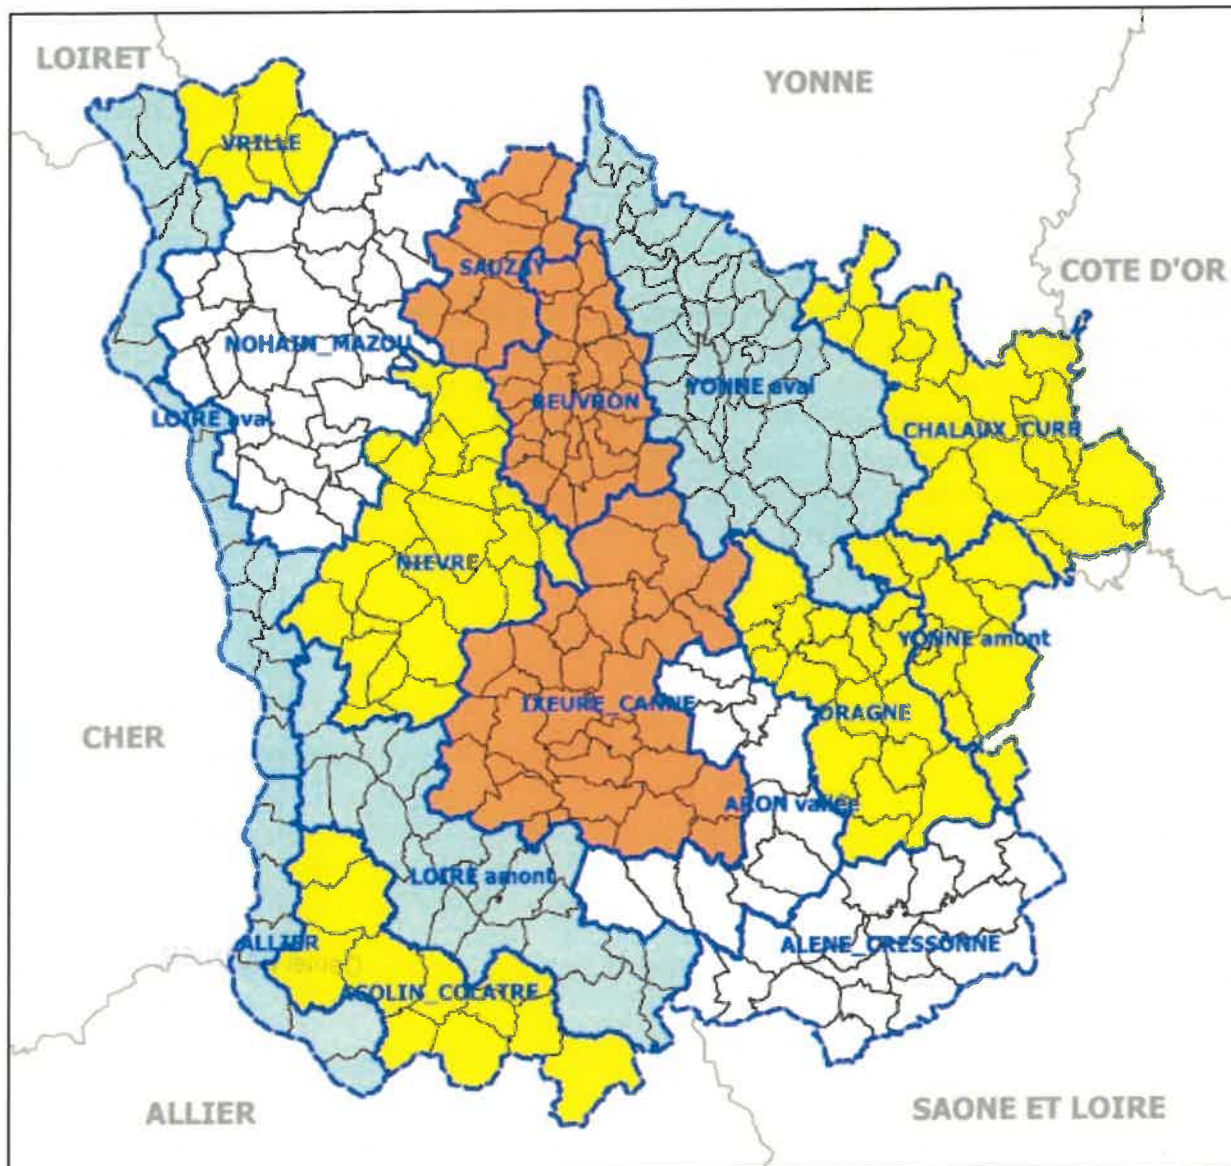 LOIRET
YONNE
VRILLE
COTE D'OR
SAUZAY
NOHAIN_MAZOU
YONNE aval
BEUVRON
LOIRE aval
CHALAUX_CURE
NIEVRE
YONNE amont
IXEURE_CANNE
DRAGNE
CHER
ARON vallée
LOIRE amont
ALLIER
ALENE_CRESSONNE
ACOLIN_COLATRE
ALLIER
SAONE ET LOIRE